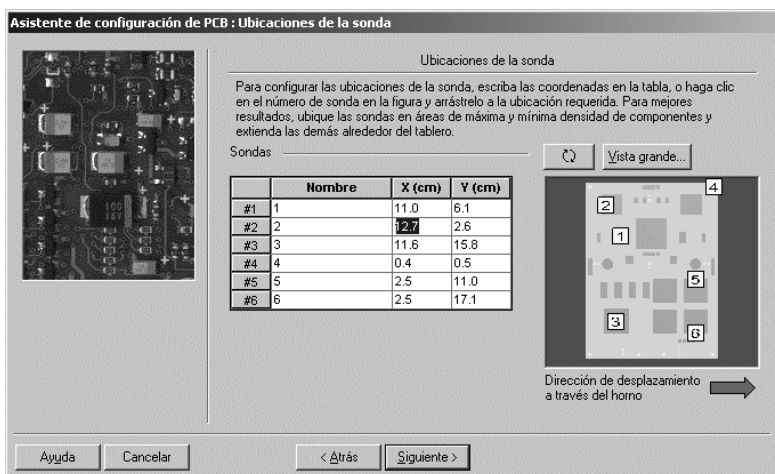 Asistente de configuración de PCB : Ubicaciones de la sonda
Ubicaciones de la sonda
Para configurar las ubicaciones de la sonda, escriba las coordenadas en la tabla, o haga clic
en el número de sonda en la figura y arrástrelo a la ubicación requerida. Para mejores
resultados, ubique las sondas en áreas de máxima y mínima densidad de componentes y
extienda las demás alrededor del tablero.
Sondas
Vista grande...
Nombre X (cm) Y (cm)
#1 1 11.0 6.1
#2 2 12.7 2.6
#3 3 11.6 15.8
#4 4 0.4 0.5
#5 5 2.5 11.0
#6 6 2.5 17.1
4
2
1
5
3
6
100
16V
Dirección de desplazamiento
a través del horno
Ayuda Cancelar < Atrás Siguiente >